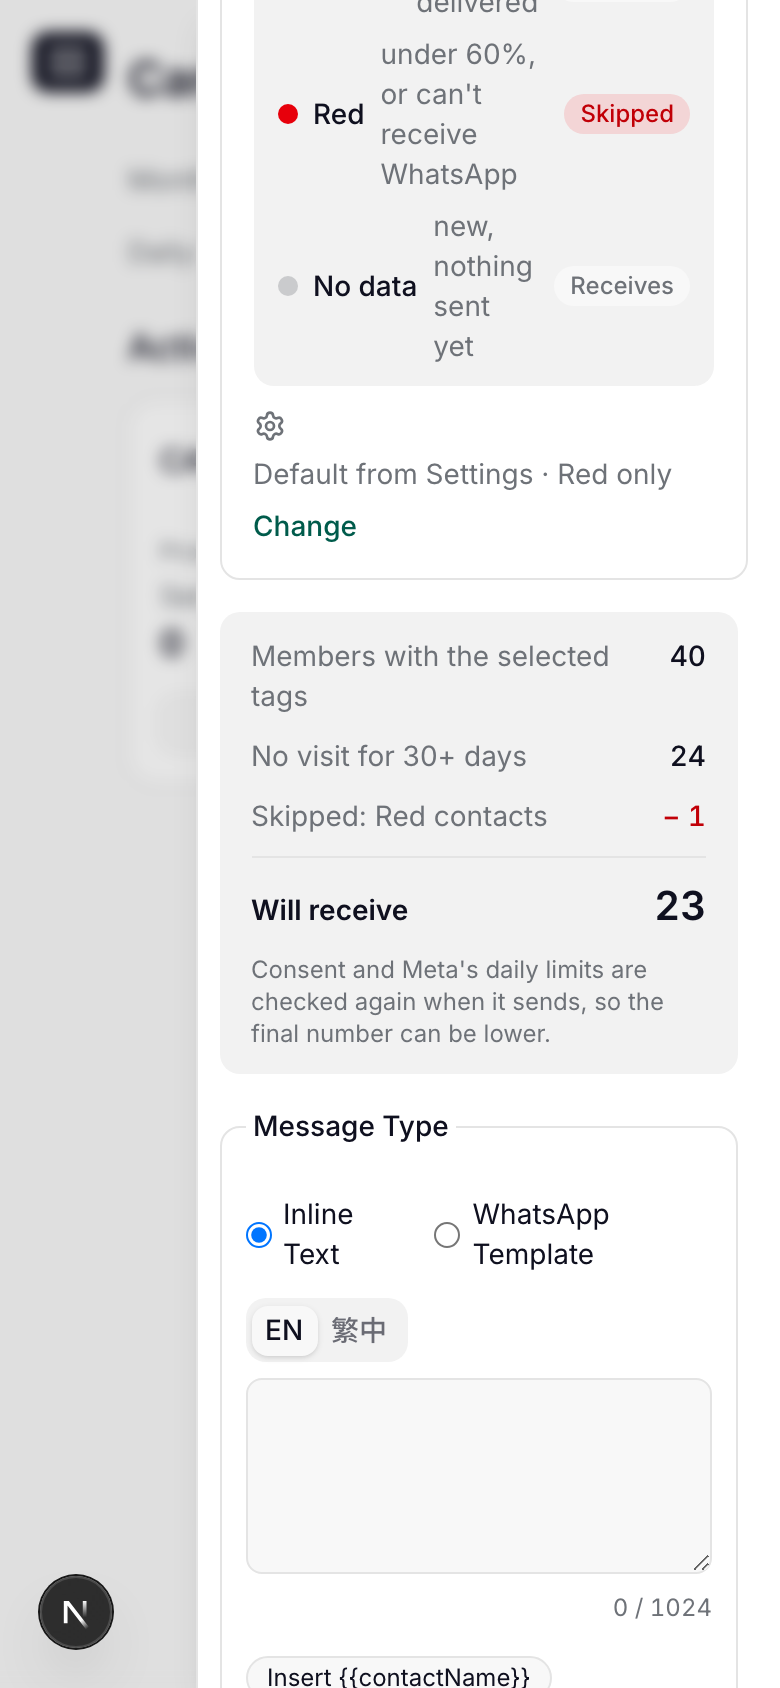 delivered
under 60%,
or can't
Red
Skipped
receive
WhatsApp
new,
nothing
No data
Receives
sent
yet
Default from Settings · Red only
Change
Members with the selected 40
tags
No visit for 30+ days 24
Skipped: Red contacts − 1
Will receive 23
Consent and Meta's daily limits are
checked again when it sends, so the
final number can be lower.
Message Type
Inline
Text
WhatsApp
Template
EN 繁中
0 / 1024
Insert {{contactName}}
N